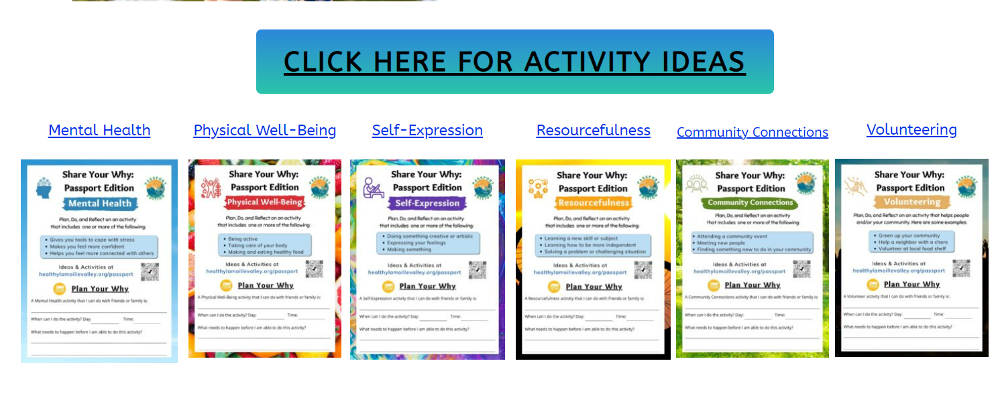 CLICK HERE FOR ACTIVITY IDEAS
Mental Health
Physical Well-Being
Self-Expression
Resourcefulness
Community Connections
Volunteering
Share Your Why:
Passport Edition
Mental Health
Plan, Do, and Reflect on an activity
that includes one or more of the following:
• Gives you tools to cope with stress
• Makes you feel more confident
• Helps you feel more connected with others
Ideas & Activities at
healthylamoillevalley.org/passport
Plan Your Why
A Mental Health activity that I can do with friends or family is:
When can I do the activity? Day: Time:
What needs to happen before I am able to do this activity?
Share Your Why:
Passport Edition
Physical Well-Being
Plan, Do, and Reflect on an activity
that includes one or more of the following:
• Being active
• Taking care of your body
• Making and eating healthy food
Ideas & Activities at
healthylamoillevalley.org/passport
Plan Your Why
A Physical Well-Being activity that I can do with friends or family is:
When can I do the activity? Day: Time:
What needs to happen before I am able to do this activity?
Share Your Why:
Passport Edition
Self-Expression
Plan, Do, and Reflect on an activity
that includes one or more of the following:
• Doing something creative or artistic
• Expressing your feelings
• Making something
Ideas & Activities at
healthylamoillevalley.org/passport
Plan Your Why
A Self-Expression activity that I can do with friends or family is:
When can I do the activity? Day: Time:
What needs to happen before I am able to do this activity?
Share Your Why:
Passport Edition
Resourcefulness
Plan, Do, and Reflect on an activity
that includes one or more of the following:
• Learning a new skill or subject
• Learning how to be more independent
• Solving a problem or challenging situation
Ideas & Activities at
healthylamoillevalley.org/passport
Plan Your Why
A Resourcefulness activity that I can do with friends or family is:
When can I do the activity? Day: Time:
What needs to happen before I am able to do this activity?
Share Your Why:
Passport Edition
Community Connections
Plan, Do, and Reflect on an activity
that includes one or more of the following:
• Attending a community event
• Meeting new people
• Finding something new to do in your community
Ideas & Activities at
healthylamoillevalley.org/passport
Plan Your Why
A Community Connections activity that I can do with friends or family is:
When can I do the activity? Day: Time:
What needs to happen before I am able to do this activity?
Share Your Why:
Passport Edition
Volunteering
Plan, Do, and Reflect on an activity that helps people
and/or your community. Here are some examples:
• Green up your community
• Help a neighbor with a chore
• Volunteer at local food shelf
Ideas & Activities at
healthylamoillevalley.org/passport
Plan Your Why
A Volunteer activity that I can do with friends or family is:
When can I do the activity? Day: Time:
What needs to happen before I am able to do this activity?